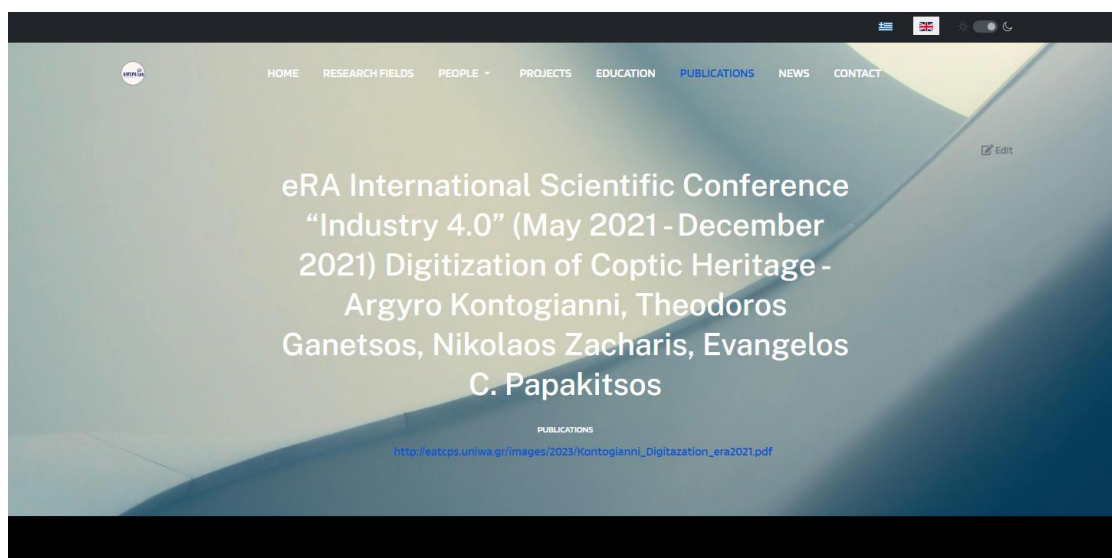 HOME RESEARCH FIELDS PEOPLE PROJECTS EDUCATION PUBLICATIONS NEWS CONTACT
Edit
eRA International Scientific Conference
“Industry 4.0” (May 2021 - December
2021) Digitization of Coptic Heritage -
Argyro Kontogianni, Theodoros
Ganetsos, Nikolaos Zacharis, Evangelos
C. Papakitsos
PUBLICATIONS
http://eatcps.uniwa.gr/images/2023/Kontogianni_Digitazation_era2021.pdf